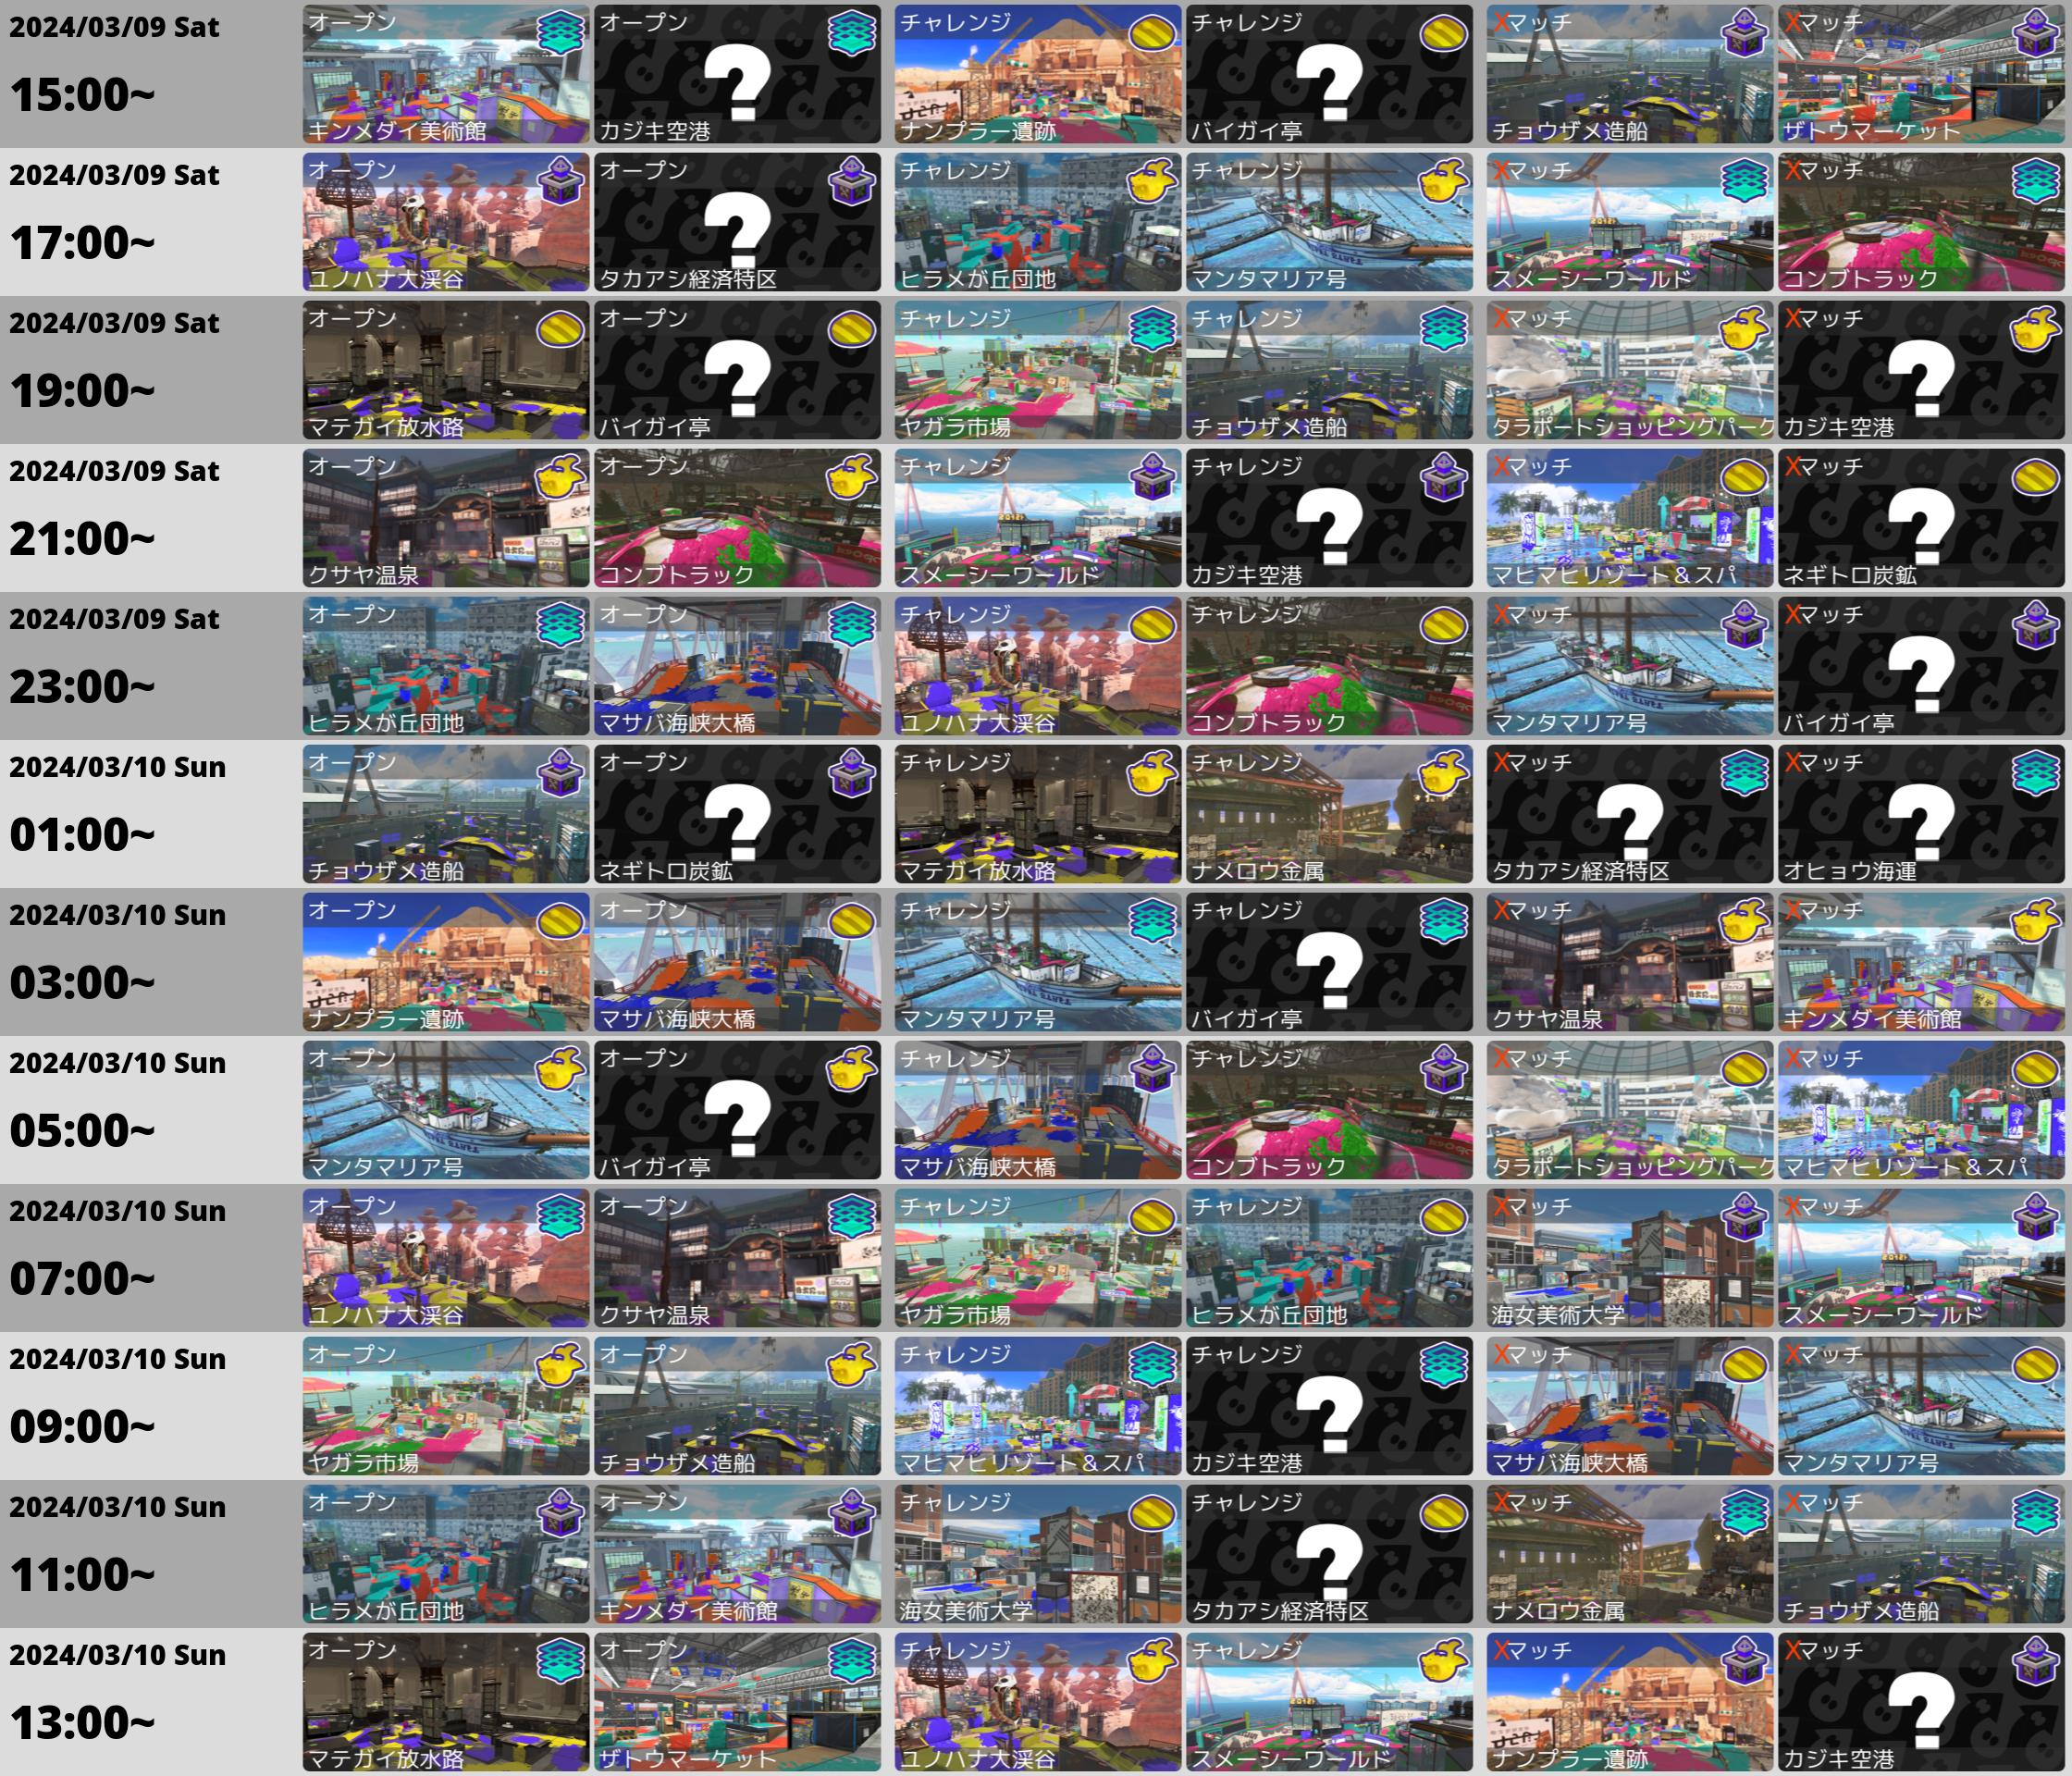 2024/03/09 Sat
15:00~
オープン オープン チャレンジ チャレンジ Xマッチ Xマッチ
キンメダイ美術館 カジキ空港 ナンプラー遺跡 バイガイ亭 チョウザメ造船 ザトウマーケット
2024/03/09 Sat
17:00~
オープン オープン チャレンジ チャレンジ Xマッチ Xマッチ
ユノハナ大渓谷 タカアシ経済特区 ヒラメが丘団地 マンタマリア号 スメーシーワールド コンブトラック
2024/03/09 Sat
19:00~
オープン オープン チャレンジ チャレンジ Xマッチ Xマッチ
マテガイ放水路 バイガイ亭 ヤガラ市場 チョウザメ造船 タラポートショッピングパーク カジキ空港
2024/03/09 Sat
21:00~
オープン オープン チャレンジ チャレンジ Xマッチ Xマッチ
クサヤ温泉 コンブトラック スメーシーワールド カジキ空港 マヒマヒリゾート&スパ ネギトロ炭鉱
2024/03/09 Sat
23:00~
オープン オープン チャレンジ チャレンジ Xマッチ Xマッチ
ヒラメが丘団地 マサバ海峡大橋 ユノハナ大渓谷 コンブトラック マンタマリア号 バイガイ亭
2024/03/10 Sun
01:00~
オープン オープン チャレンジ チャレンジ Xマッチ Xマッチ
チョウザメ造船 ネギトロ炭鉱 マテガイ放水路 ナメロウ金属 タカアシ経済特区 オヒョウ海運
2024/03/10 Sun
03:00~
オープン オープン チャレンジ チャレンジ Xマッチ Xマッチ
ナンプラー遺跡 マサバ海峡大橋 マンタマリア号 バイガイ亭 クサヤ温泉 キンメダイ美術館
2024/03/10 Sun
05:00~
オープン オープン チャレンジ チャレンジ Xマッチ Xマッチ
マンタマリア号 バイガイ亭 マサバ海峡大橋 コンブトラック タラポートショッピングパーク マヒマヒリゾート&スパ
2024/03/10 Sun
07:00~
オープン オープン チャレンジ チャレンジ Xマッチ Xマッチ
ユノハナ大渓谷 クサヤ温泉 ヤガラ市場 ヒラメが丘団地 海女美術大学 スメーシーワールド
2024/03/10 Sun
09:00~
オープン オープン チャレンジ チャレンジ Xマッチ Xマッチ
ヤガラ市場 チョウザメ造船 マヒマヒリゾート&スパ カジキ空港 マサバ海峡大橋 マンタマリア号
2024/03/10 Sun
11:00~
オープン オープン チャレンジ チャレンジ Xマッチ Xマッチ
ヒラメが丘団地 キンメダイ美術館 海女美術大学 タカアシ経済特区 ナメロウ金属 チョウザメ造船
2024/03/10 Sun
13:00~
オープン オープン チャレンジ チャレンジ Xマッチ Xマッチ
マテガイ放水路 ザトウマーケット ユノハナ大渓谷 スメーシーワールド ナンプラー遺跡 カジキ空港